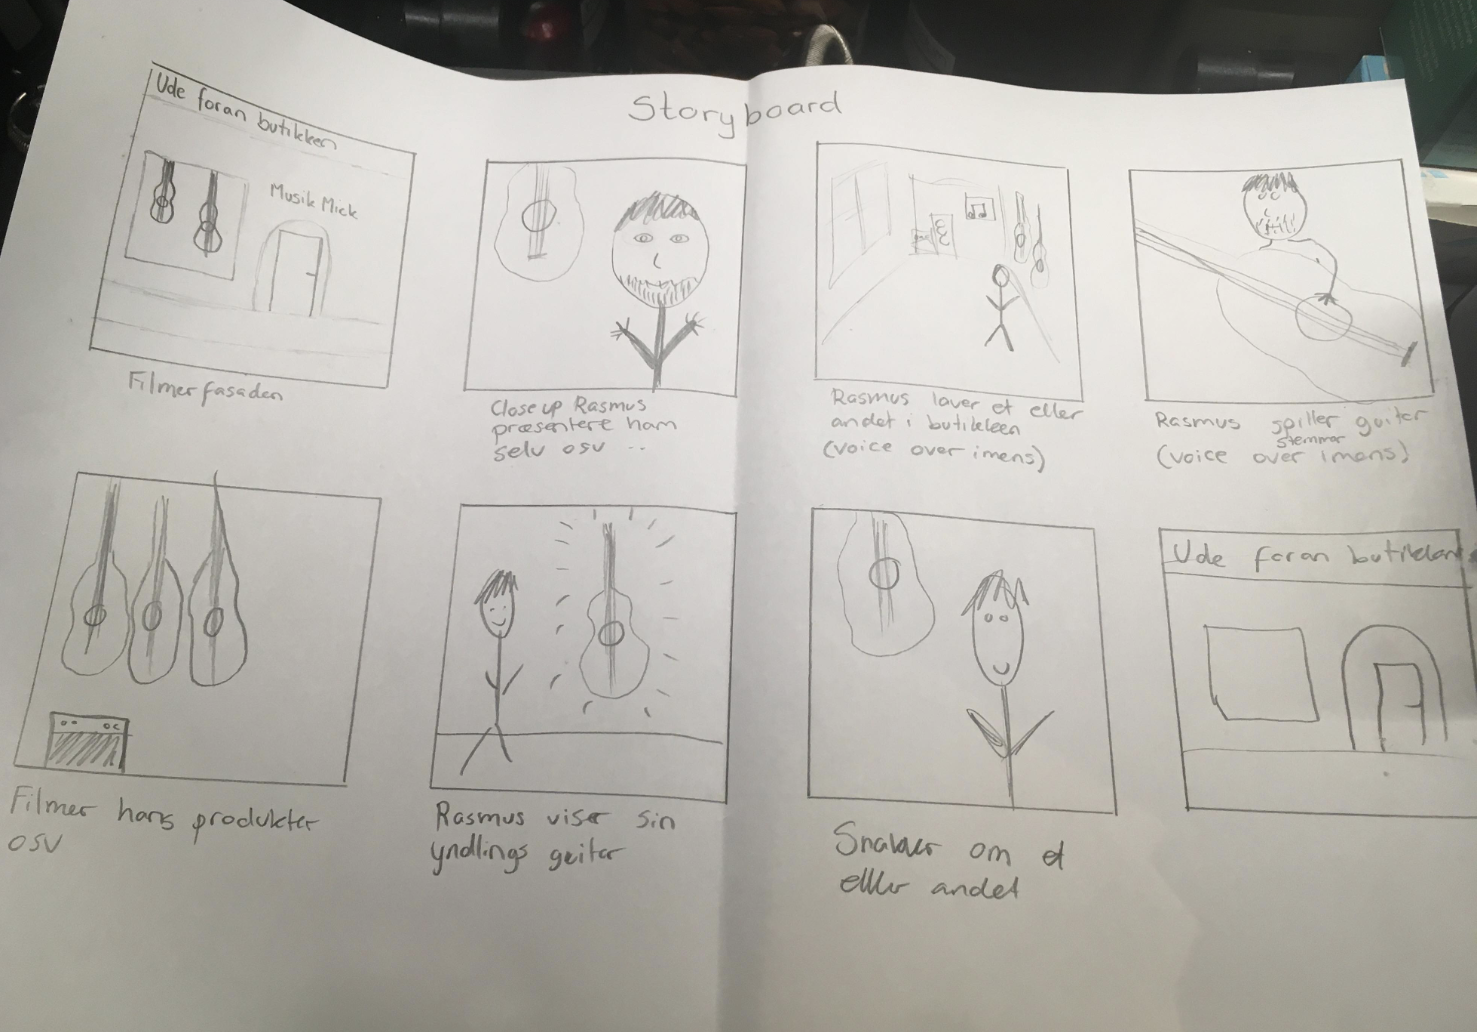 Storyboard
Ude foran butikken
Musik Mick
Filmer fasaden
Close up Rasmus
præsentere ham
selv osv ...
Rasmus laver et eller
andet i butikken
(voice over imens)
Rasmus spiller guitar
stemmer
(voice over imens)
Filmer hans produkter
osv
Rasmus viser sin
yndlings guitar
Snakker om et
eller andet
Ude foran butikken